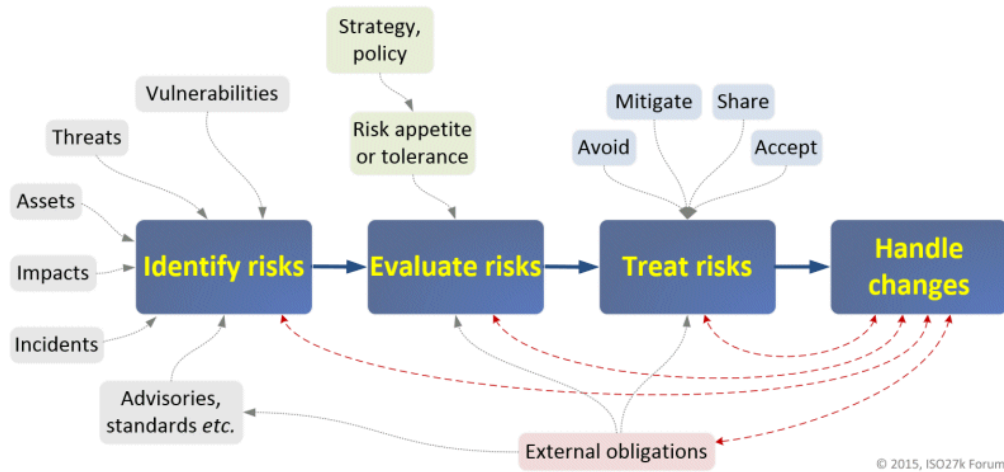 Strategy,
policy
Vulnerabilities
Mitigate
Share
Threats
Risk appetite
or tolerance
Avoid
Accept
Assets
Identify risks
Evaluate risks
Treat risks
Handle
changes
Impacts
Incidents
Advisories,
standards etc.
External obligations
© 2015, ISO27k Forum